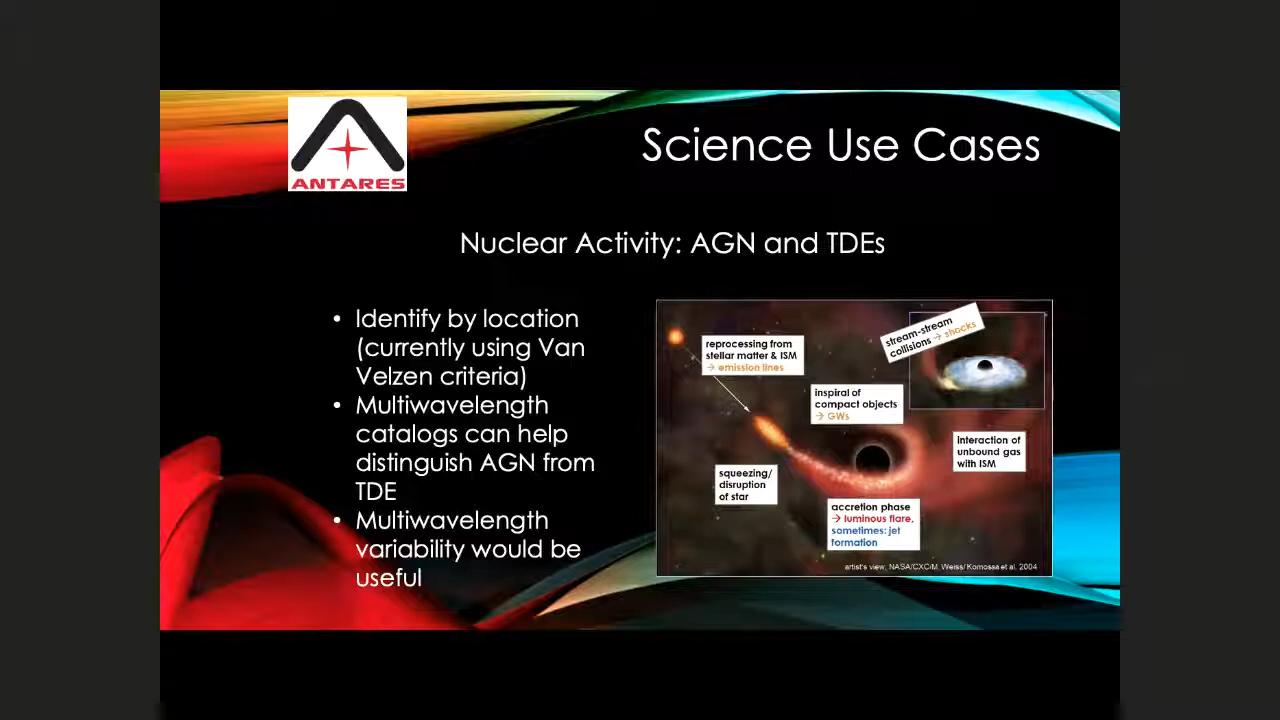 ANTARES
Science Use Cases
Nuclear Activity: AGN and TDEs
• Identify by location
(currently using Van
Velzen criteria)
• Multiwavelength
catalogs can help
distinguish AGN from
TDE
• Multiwavelength
variability would be
useful
reprocessing from
stellar matter & ISM
→ emission lines
stream-stream
collisions → shocks
inspiral of
compact objects
→ GWs
interaction of
unbound gas
with ISM
squeezing/
disruption
of star
accretion phase
→ luminous flare,
sometimes: jet
formation
artist's view, NASA/CXC/M. Weiss/ Komossa et al. 2004